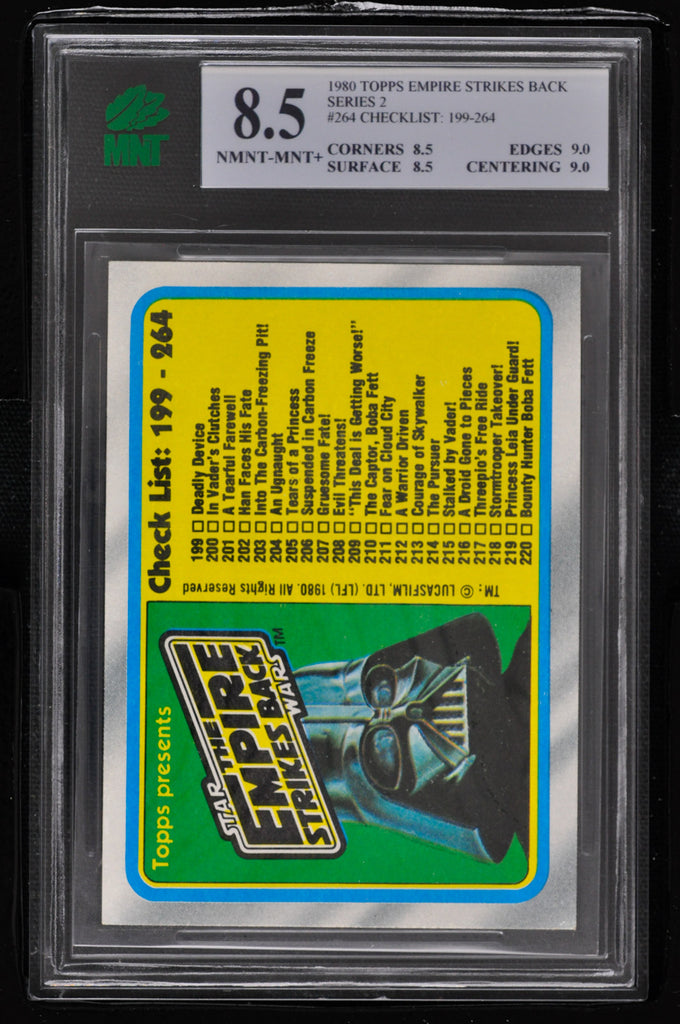 MNT
8.5
NMNT-MNT+
1980 TOPPS EMPIRE STRIKES BACK
SERIES 2
#264 CHECKLIST: 199-264
CORNERS 8.5 EDGES 9.0
SURFACE 8.5 CENTERING 9.0
Topps presents
STAR THE
EMPIRE
STRIKES BACK
WARS TM
Check List: 199 - 264
199 Deadly Device
200 In Vader's Clutches
201 A Tearful Farewell
202 Han Faces His Fate
203 Into The Carbon-Freezing Pit!
204 An Ugnaught
205 Tears of a Princess
206 Suspended in Carbon Freeze
207 Gruesome Fate!
208 Evil Threatens!
209 "This Deal is Getting Worse!"
210 The Captor, Boba Fett
211 Fear on Cloud City
212 A Warrior Driven
213 Courage of Skywalker
214 The Pursuer
215 Stalked by Vader!
216 A Droid Gone to Pieces
217 Threepio's Free Ride
218 Stormtrooper Takeover!
219 Princess Leia Under Guard!
220 Bounty Hunter Boba Fett
TM: © LUCASFILM, LTD. (LFL) 1980. All Rights Reserved